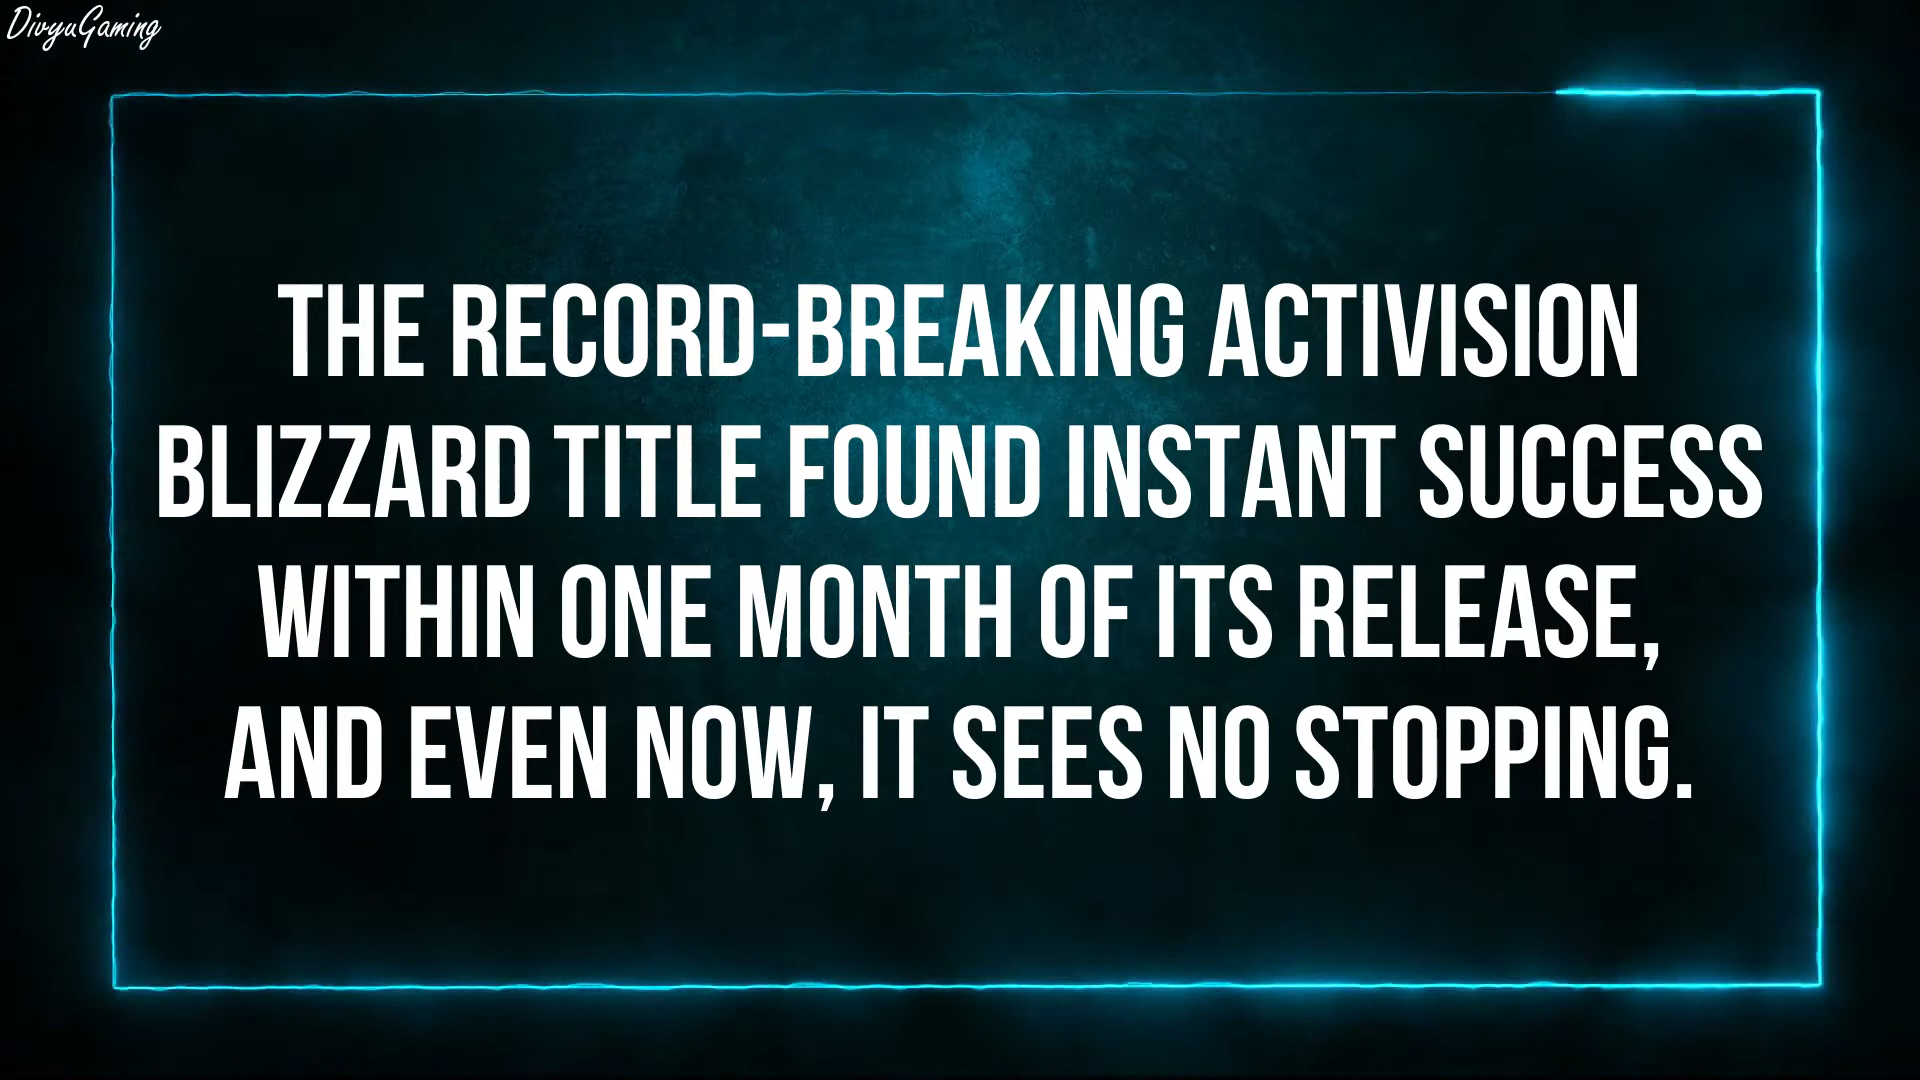 DivyuGaming
THE RECORD-BREAKING ACTIVISION
BLIZZARD TITLE FOUND INSTANT SUCCESS
WITHIN ONE MONTH OF ITS RELEASE,
AND EVEN NOW, IT SEES NO STOPPING.